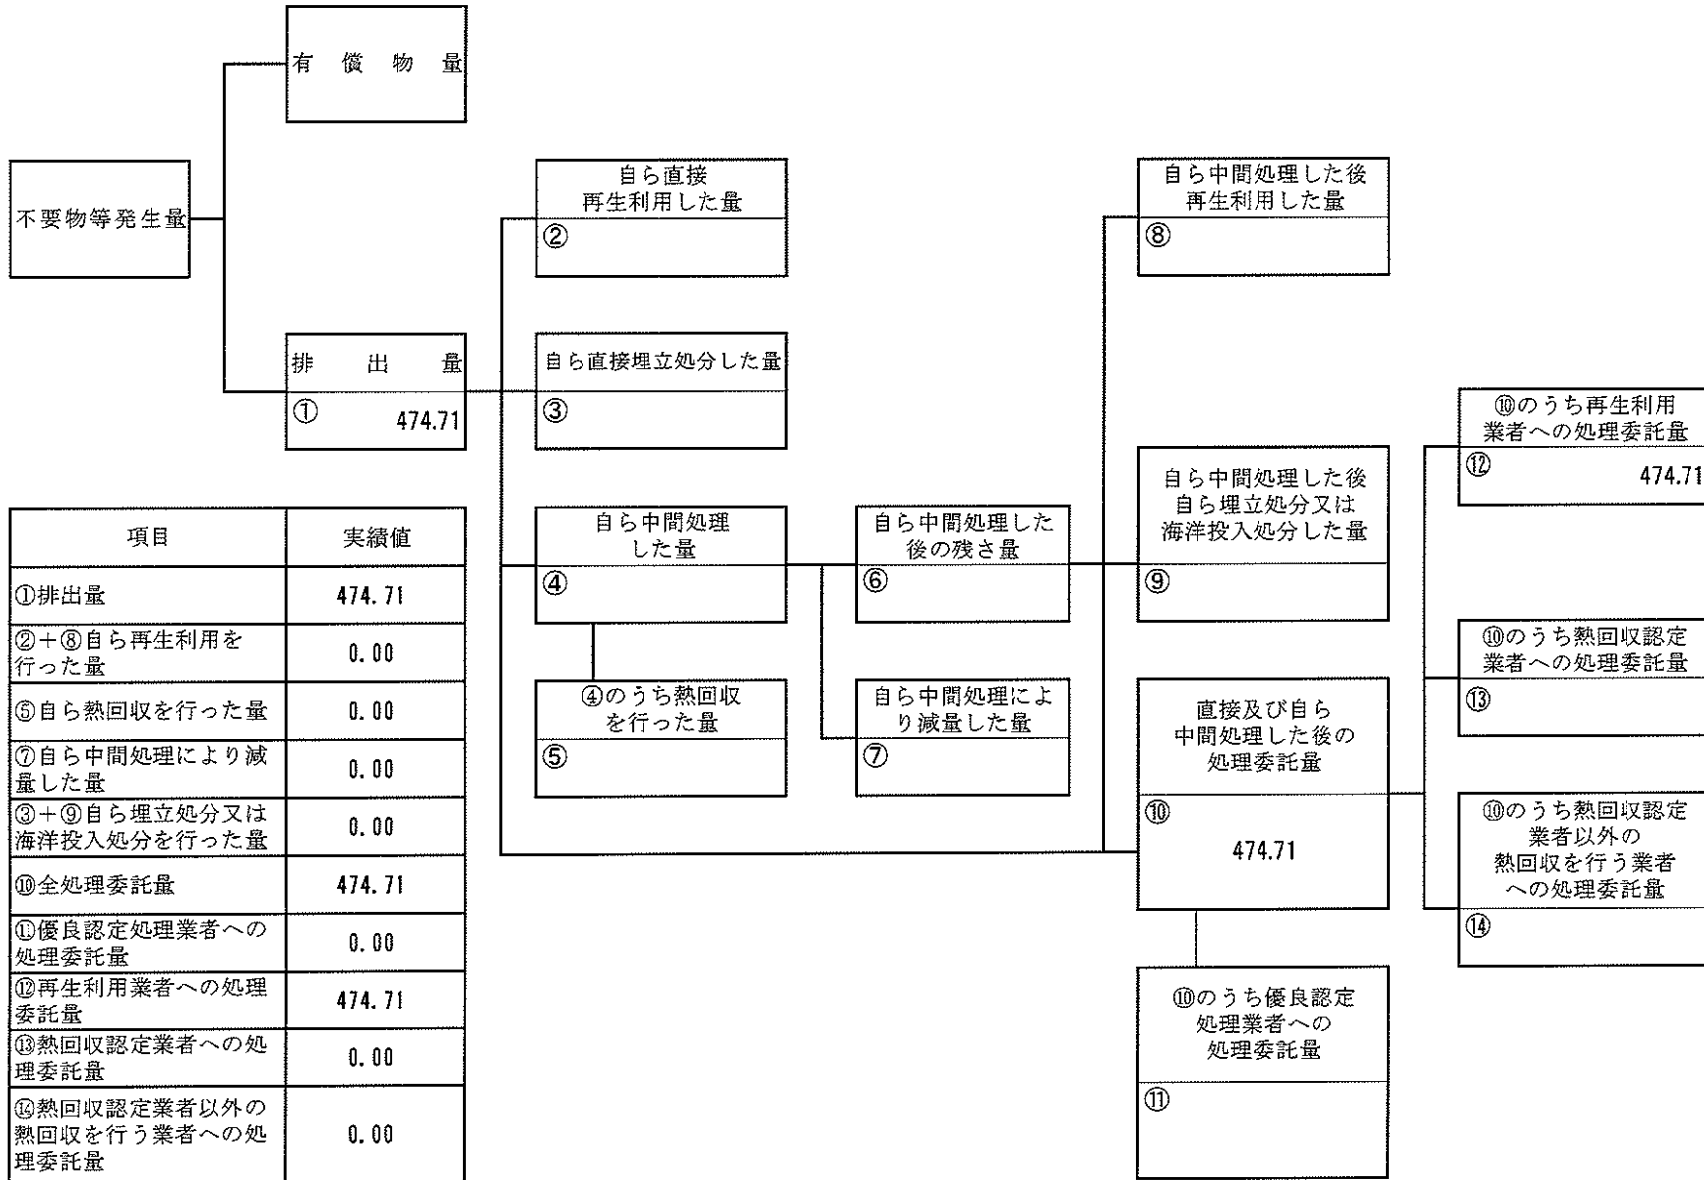 有償物量
不要物等発生量
排出量
① 474.71
自ら直接
再生利用した量
②
自ら直接埋立処分した量
③
自ら中間処理
した量
④
④のうち熱回収
を行った量
⑤
自ら中間処理した
後の残さ量
⑥
自ら中間処理によ
り減量した量
⑦
自ら中間処理した後
再生利用した量
⑧
自ら中間処理した後
自ら埋立処分又は
海洋投入処分した量
⑨
直接及び自ら
中間処理した後の
処理委託量
⑩
474.71
⑩のうち優良認定
処理業者への
処理委託量
⑪
⑩のうち再生利用
業者への処理委託量
⑫ 474.71
⑩のうち熱回収認定
業者への処理委託量
⑬
⑩のうち熱回収認定
業者以外の
熱回収を行う業者
への処理委託量
⑭
項目 実績値
①排出量 474.71
②+⑧自ら再生利用を
行った量 0.00
⑤自ら熱回収を行った量 0.00
⑦自ら中間処理により減
量した量 0.00
③+⑨自ら埋立処分又は
海洋投入処分を行った量 0.00
⑩全処理委託量 474.71
⑪優良認定処理業者への
処理委託量 0.00
⑫再生利用業者への処理
委託量 474.71
⑬熱回収認定業者への処
理委託量 0.00
⑭熱回収認定業者以外の
熱回収を行う業者への処
理委託量 0.00